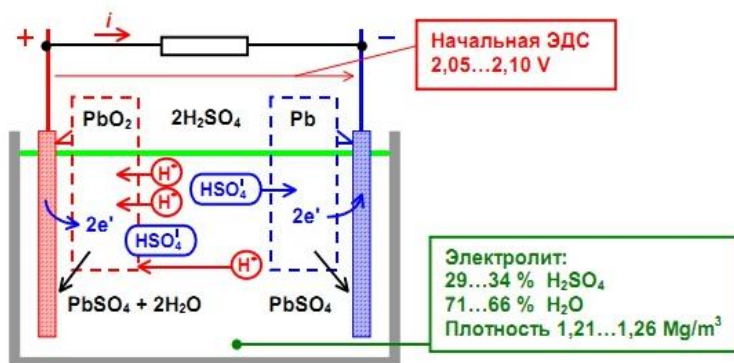 +
i
−
Начальная ЭДС
2,05...2,10 V
PbO₂
2H₂SO₄
Pb
H⁺
H⁺
HSO₄'
2e'
2e'
HSO₄'
H⁺
PbSO₄ + 2H₂O
PbSO₄
Электролит:
29...34 % H₂SO₄
71...66 % H₂O
Плотность 1,21...1,26 Mg/m³